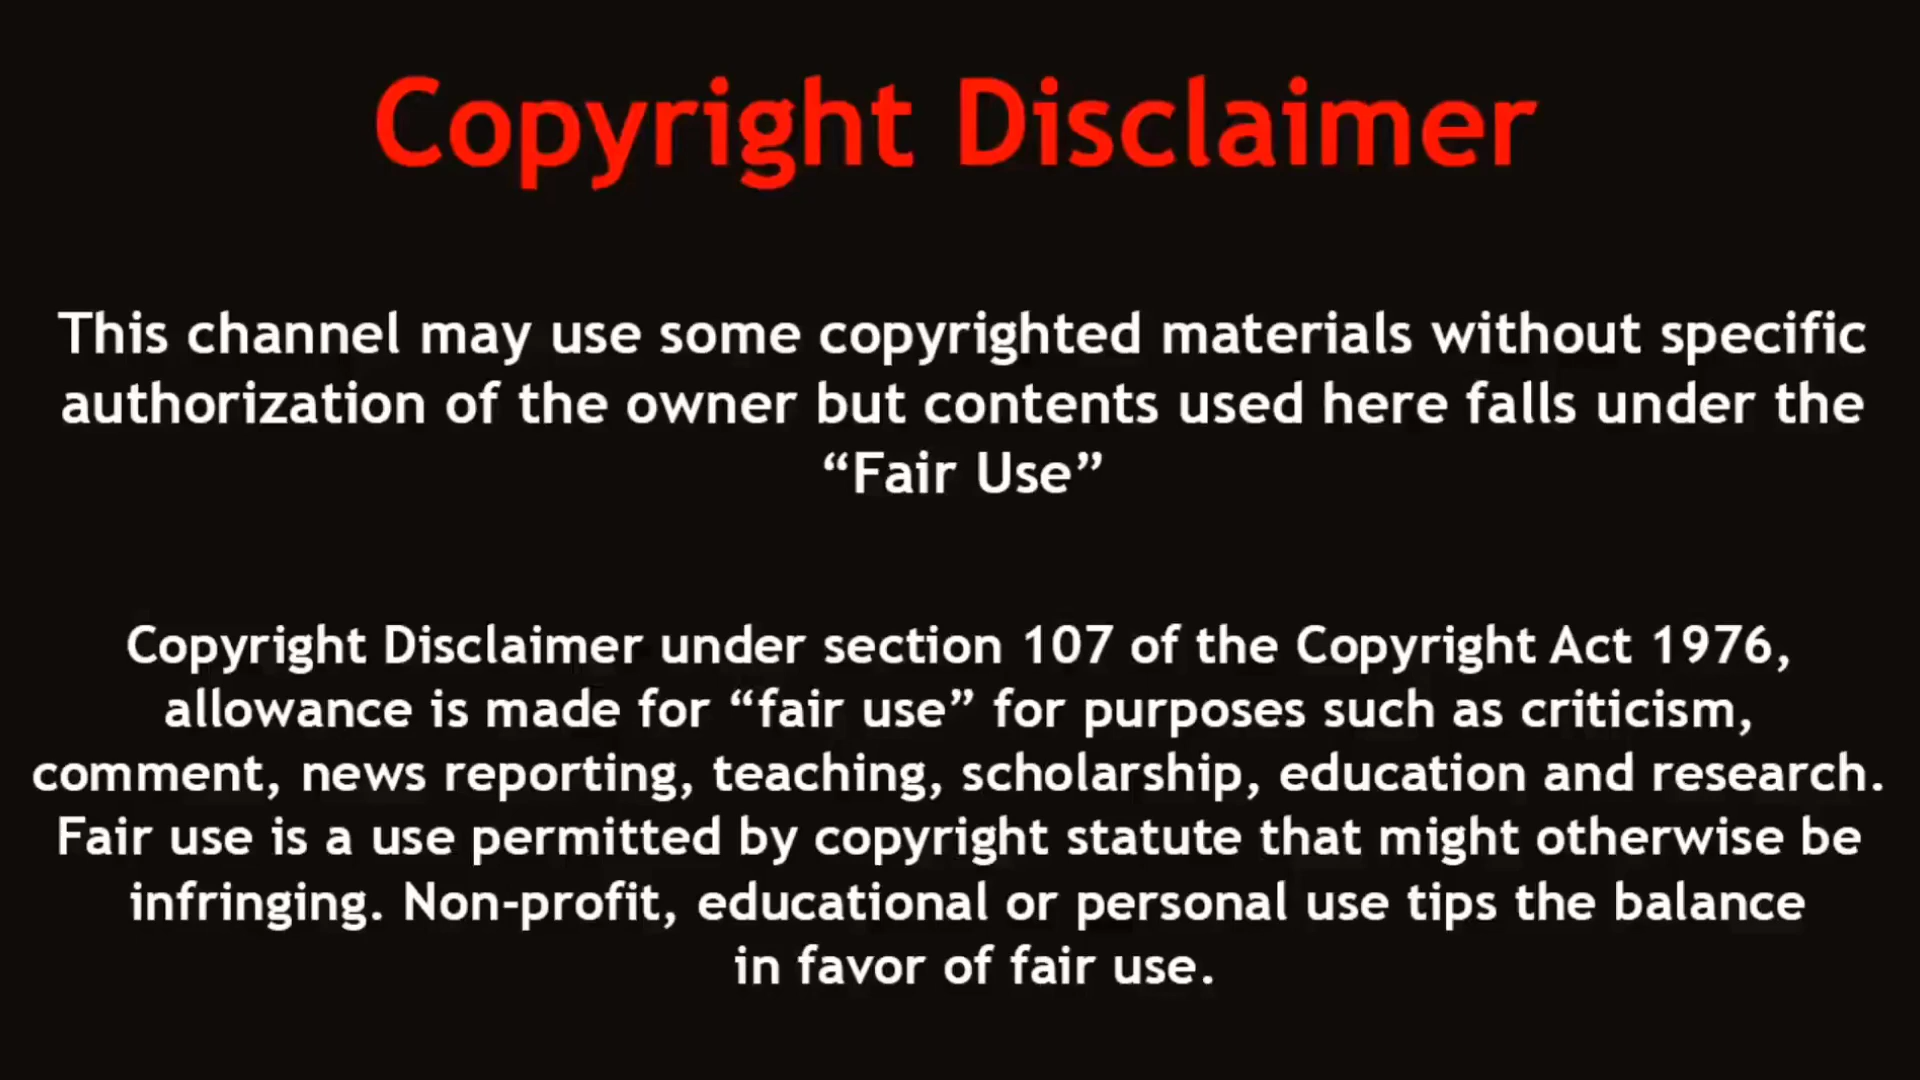 Copyright Disclaimer
This channel may use some copyrighted materials without specific
authorization of the owner but contents used here falls under the
“Fair Use”
Copyright Disclaimer under section 107 of the Copyright Act 1976,
allowance is made for “fair use” for purposes such as criticism,
comment, news reporting, teaching, scholarship, education and research.
Fair use is a use permitted by copyright statute that might otherwise be
infringing. Non-profit, educational or personal use tips the balance
in favor of fair use.